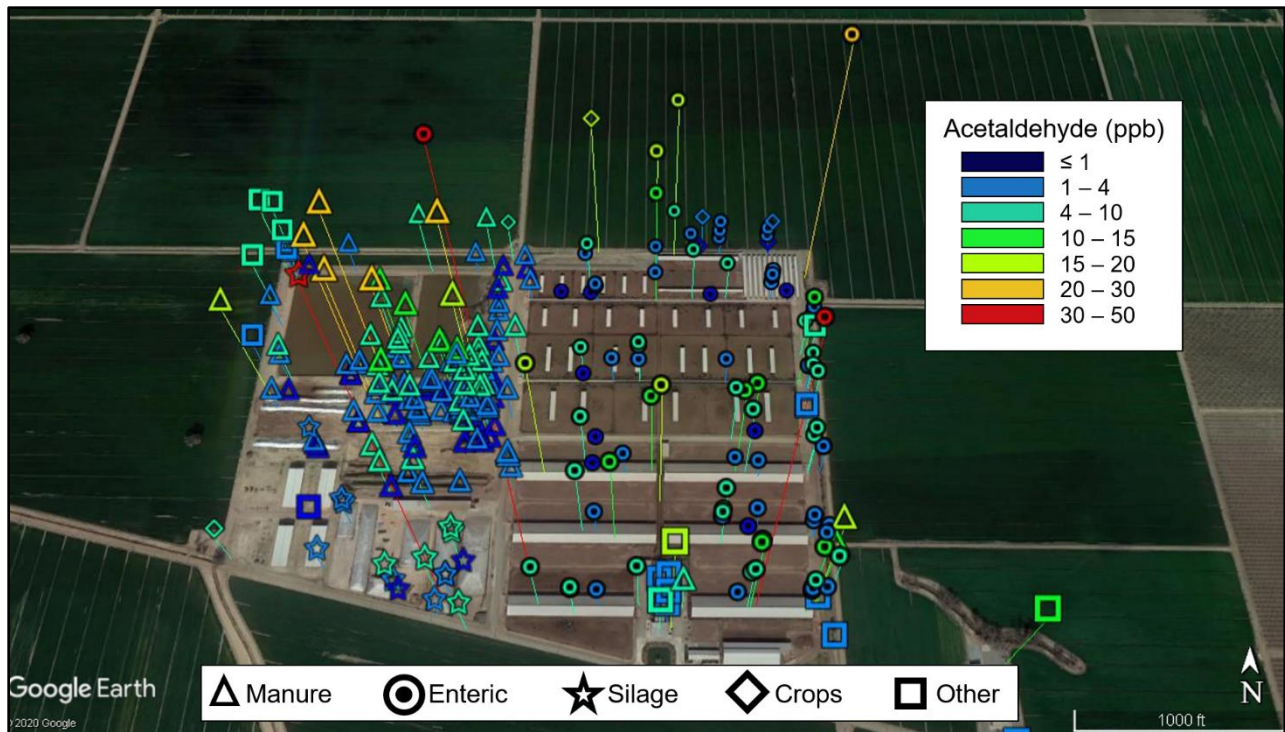 Acetaldehyde (ppb)
≤ 1
1 – 4
4 – 10
10 – 15
15 – 20
20 – 30
30 – 50
Google Earth
Manure
Enteric
Silage
Crops
Other
N
2020 Google
1000 ft